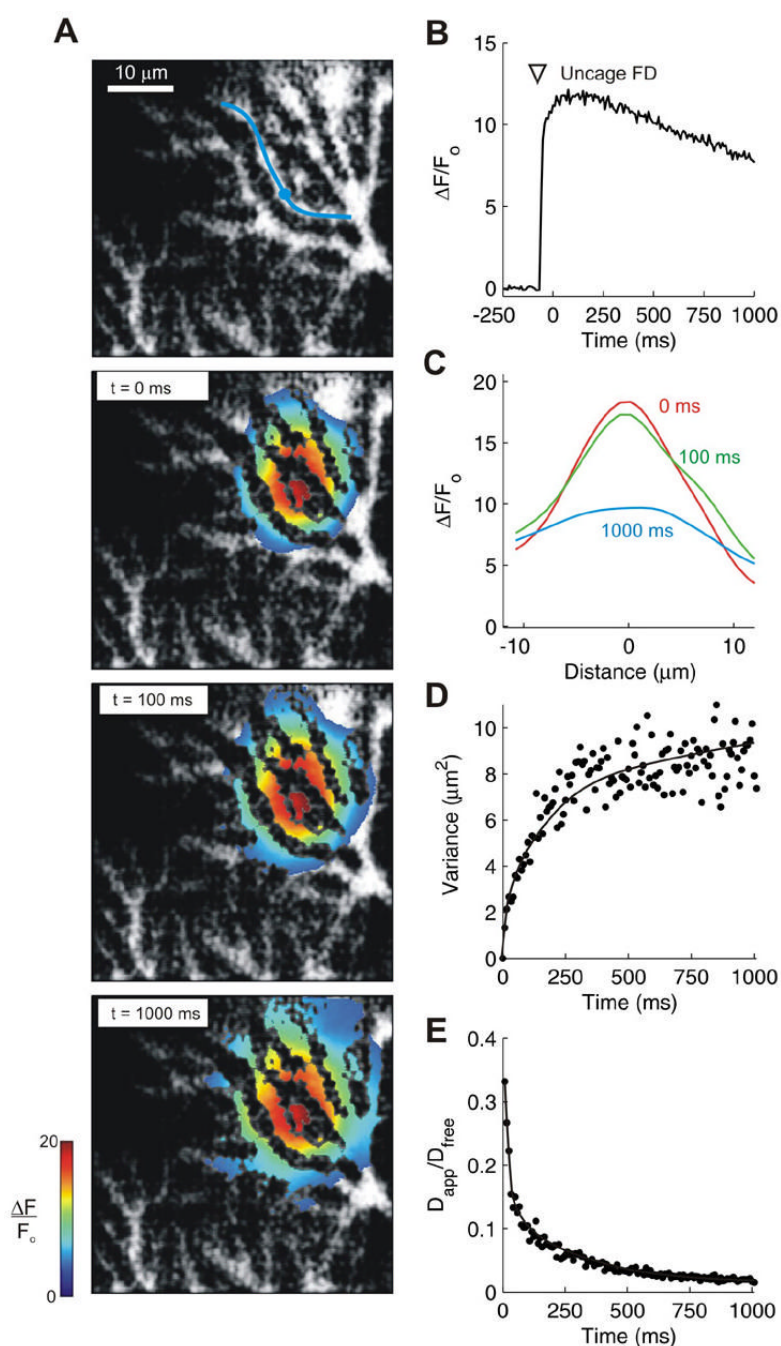 A
10 μm
t = 0 ms
t = 100 ms
t = 1000 ms
20
ΔF
F₀
0
B
15
10
5
0
ΔF/Fₒ
Uncage FD
-250 0 250 500 750 1000
Time (ms)
C
20
15
10
5
0
ΔF/Fₒ
0 ms
100 ms
1000 ms
-10 0 10
Distance (μm)
D
10
8
6
4
2
0
Variance (μm²)
0 250 500 750 1000
Time (ms)
E
0.4
0.3
0.2
0.1
0
D_app/D_free
0 250 500 750 1000
Time (ms)